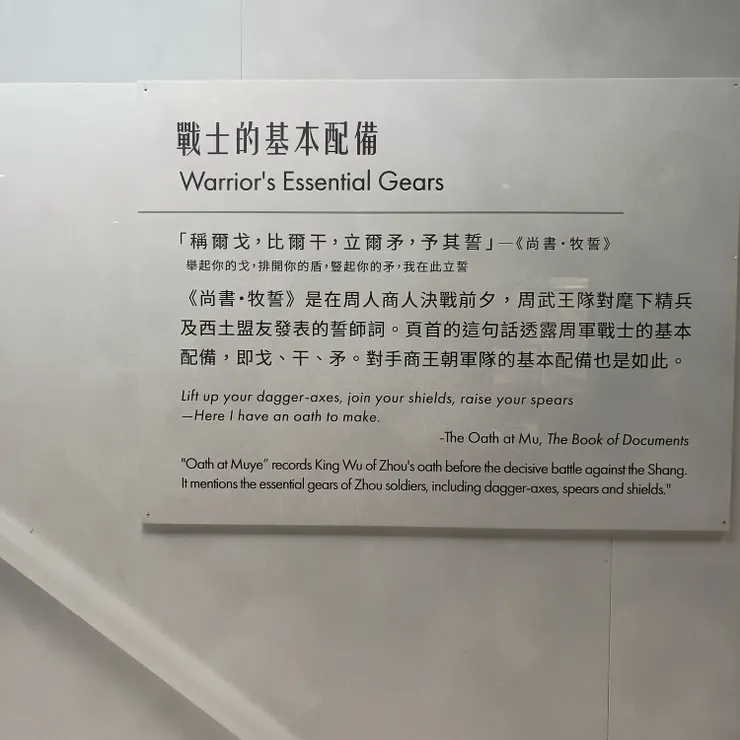 戰士的基本配備
Warrior's Essential Gears
「稱爾戈，比爾干，立爾矛，予其誓」—《尚書・牧誓》
舉起你的戈，排開你的盾，豎起你的矛，我在此立誓
《尚書・牧誓》是在周人商人決戰前夕，周武王隊對麾下精兵
及西土盟友發表的誓師詞。頁首的這句話透露周軍戰士的基本
配備，即戈、干、矛。對手商王朝軍隊的基本配備也是如此。
Lift up your dagger-axes, join your shields, raise your spears
—Here I have an oath to make.
-The Oath at Mu, The Book of Documents
"Oath at Muye" records King Wu of Zhou's oath before the decisive battle against the Shang.
It mentions the essential gears of Zhou soldiers, including dagger-axes, spears and shields."